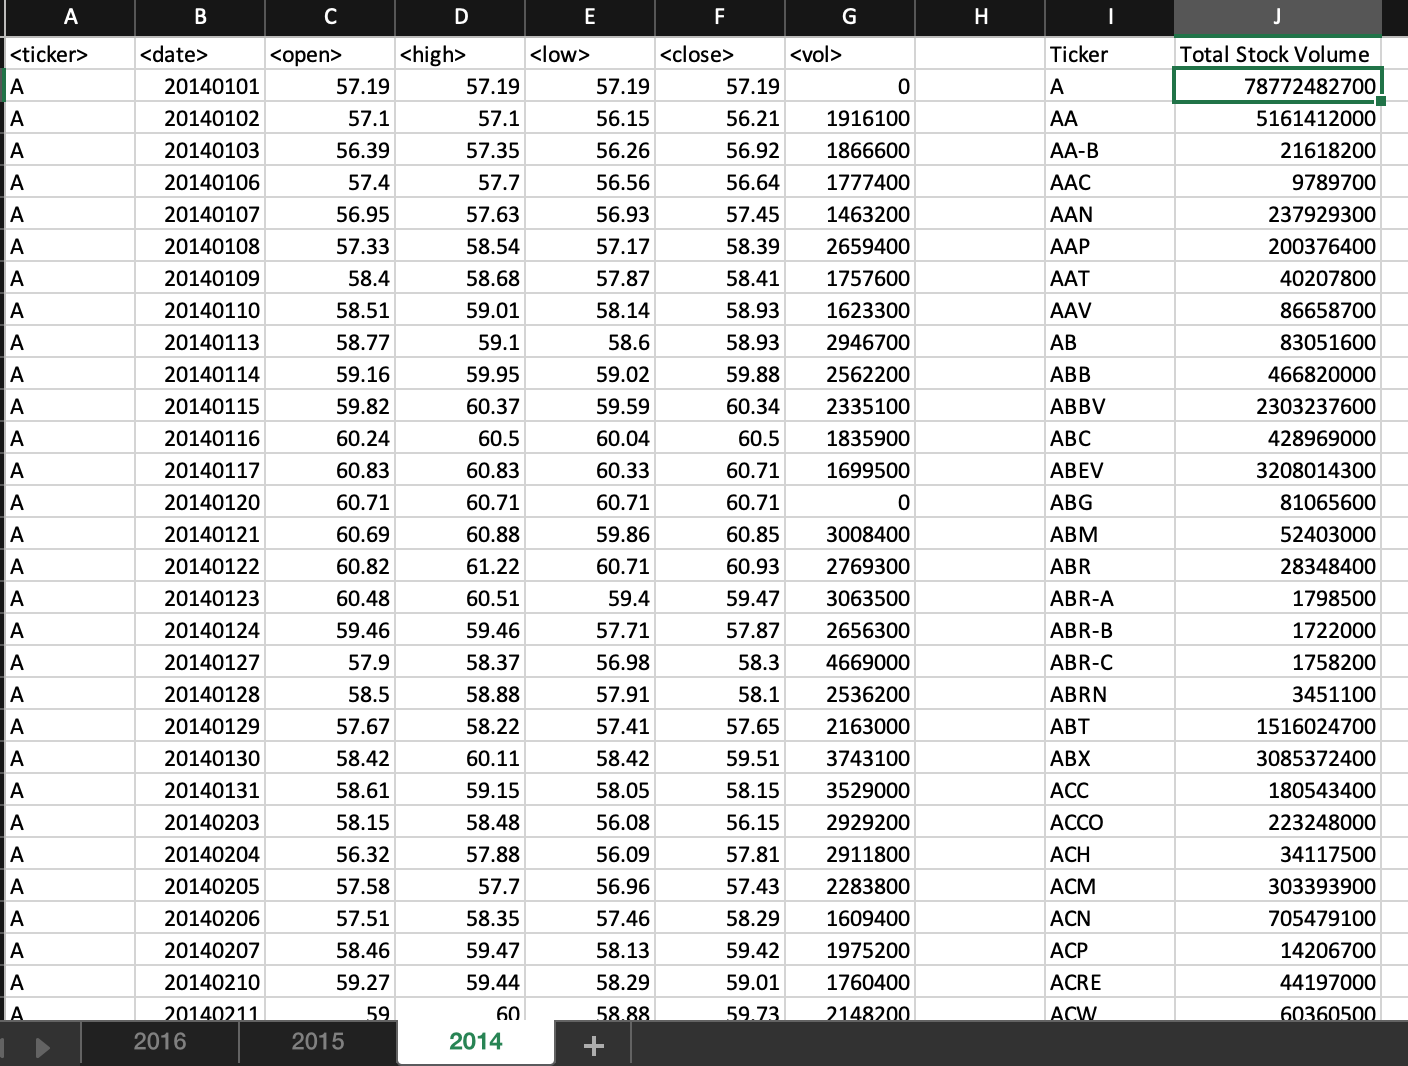 A B C D E F G H I J
<ticker> <date> <open> <high> <low> <close> <vol> Ticker Total Stock Volume
A 20140101 57.19 57.19 57.19 57.19 0 A 78772482700
A 20140102 57.1 57.1 56.15 56.21 1916100 AA 5161412000
A 20140103 56.39 57.35 56.26 56.92 1866600 AA-B 21618200
A 20140106 57.4 57.7 56.56 56.64 1777400 AAC 9789700
A 20140107 56.95 57.63 56.93 57.45 1463200 AAN 237929300
A 20140108 57.33 58.54 57.17 58.39 2659400 AAP 200376400
A 20140109 58.4 58.68 57.87 58.41 1757600 AAT 40207800
A 20140110 58.51 59.01 58.14 58.93 1623300 AAV 86658700
A 20140113 58.77 59.1 58.6 58.93 2946700 AB 83051600
A 20140114 59.16 59.95 59.02 59.88 2562200 ABB 466820000
A 20140115 59.82 60.37 59.59 60.34 2335100 ABBV 2303237600
A 20140116 60.24 60.5 60.04 60.5 1835900 ABC 428969000
A 20140117 60.83 60.83 60.33 60.71 1699500 ABEV 3208014300
A 20140120 60.71 60.71 60.71 60.71 0 ABG 81065600
A 20140121 60.69 60.88 59.86 60.85 3008400 ABM 52403000
A 20140122 60.82 61.22 60.71 60.93 2769300 ABR 28348400
A 20140123 60.48 60.51 59.4 59.47 3063500 ABR-A 1798500
A 20140124 59.46 59.46 57.71 57.87 2656300 ABR-B 1722000
A 20140127 57.9 58.37 56.98 58.3 4669000 ABR-C 1758200
A 20140128 58.5 58.88 57.91 58.1 2536200 ABRN 3451100
A 20140129 57.67 58.22 57.41 57.65 2163000 ABT 1516024700
A 20140130 58.42 60.11 58.42 59.51 3743100 ABX 3085372400
A 20140131 58.61 59.15 58.05 58.15 3529000 ACC 180543400
A 20140203 58.15 58.48 56.08 56.15 2929200 ACCO 223248000
A 20140204 56.32 57.88 56.09 57.81 2911800 ACH 34117500
A 20140205 57.58 57.7 56.96 57.43 2283800 ACM 303393900
A 20140206 57.51 58.35 57.46 58.29 1609400 ACN 705479100
A 20140207 58.46 59.47 58.13 59.42 1975200 ACP 14206700
A 20140210 59.27 59.44 58.29 59.01 1760400 ACRE 44197000
A 20140211 59 60 58.88 59.73 2148200 ACW 60360500
2016 2015 2014 +